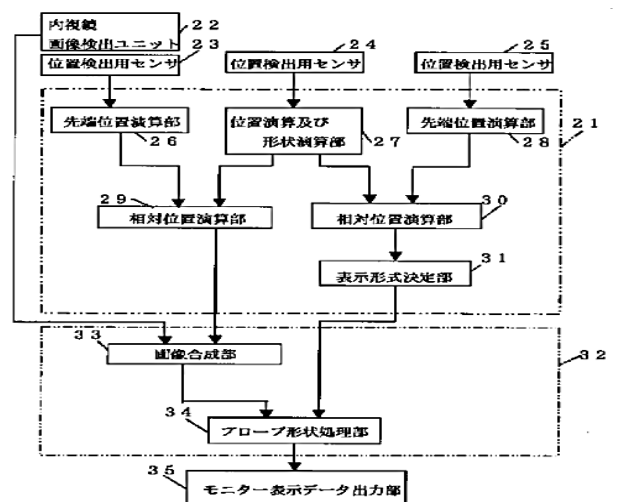 内視鏡
画像検出ユニット
２２
位置検出用センサ
２３
位置検出用センサ
２４
位置検出用センサ
２５
先端位置演算部
２６
位置演算及び
形状演算部
２７
先端位置演算部
２８
２１
２９
相対位置演算部
３０
相対位置演算部
３１
表示形式決定部
３３
画像合成部
３２
３４
プローブ形状処理部
３５
モニター表示データ出力部